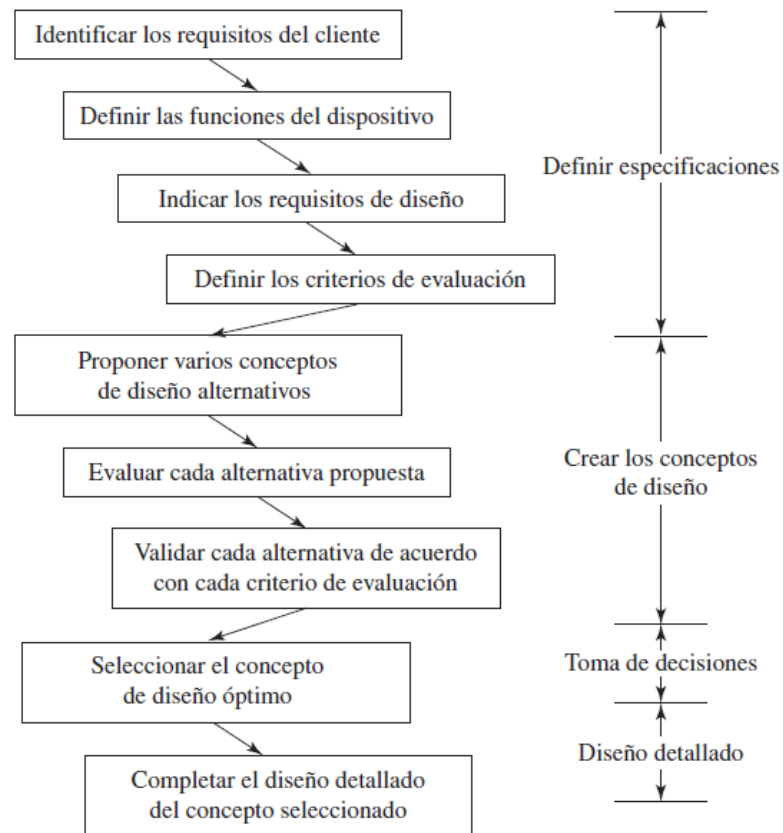 Identificar los requisitos del cliente
Definir las funciones del dispositivo
Indicar los requisitos de diseño
Definir los criterios de evaluación
Proponer varios conceptos
de diseño alternativos
Evaluar cada alternativa propuesta
Validar cada alternativa de acuerdo
con cada criterio de evaluación
Seleccionar el concepto
de diseño óptimo
Completar el diseño detallado
del concepto seleccionado
Definir especificaciones
Crear los conceptos
de diseño
Toma de decisiones
Diseño detallado